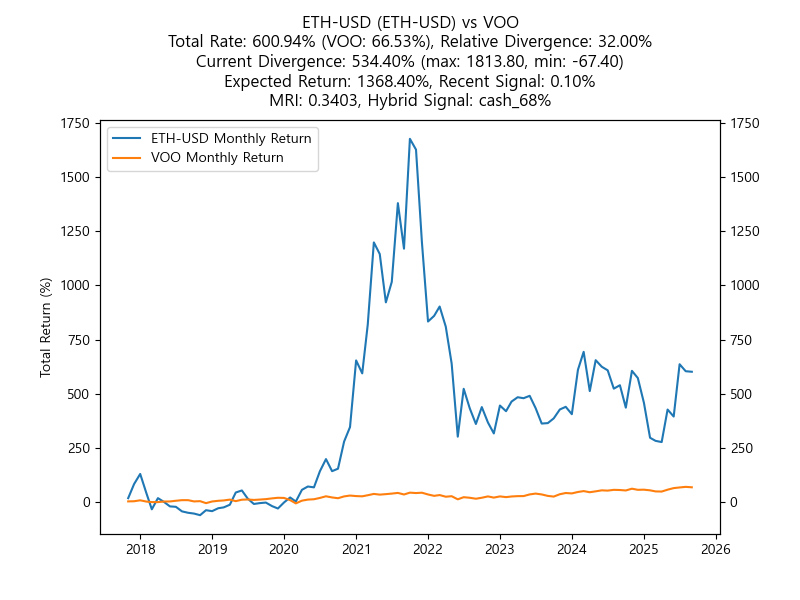 ETH-USD (ETH-USD) vs VOO
Total Rate: 600.94% (VOO: 66.53%), Relative Divergence: 32.00%
Current Divergence: 534.40% (max: 1813.80, min: -67.40)
Expected Return: 1368.40%, Recent Signal: 0.10%
MRI: 0.3403, Hybrid Signal: cash_68%
ETH-USD Monthly Return
VOO Monthly Return
Total Return (%)
1750 1750
1500 1500
1250 1250
1000 1000
750 750
500 500
250 250
0 0
2018 2019 2020 2021 2022 2023 2024 2025 2026